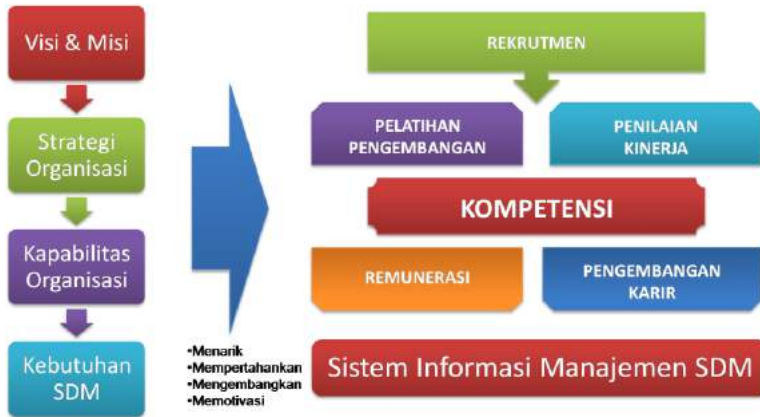 Visi & Misi
Strategi
Organisasi
Kapabilitas
Organisasi
Kebutuhan
SDM
•Menarik
•Mempertahankan
•Mengembangkan
•Memotivasi
REKRUTMEN
PELATIHAN
PENGEMBANGAN
PENILAIAN
KINERJA
KOMPETENSI
REMUNERASI
PENGEMBANGAN
KARIR
Sistem Informasi Manajemen SDM